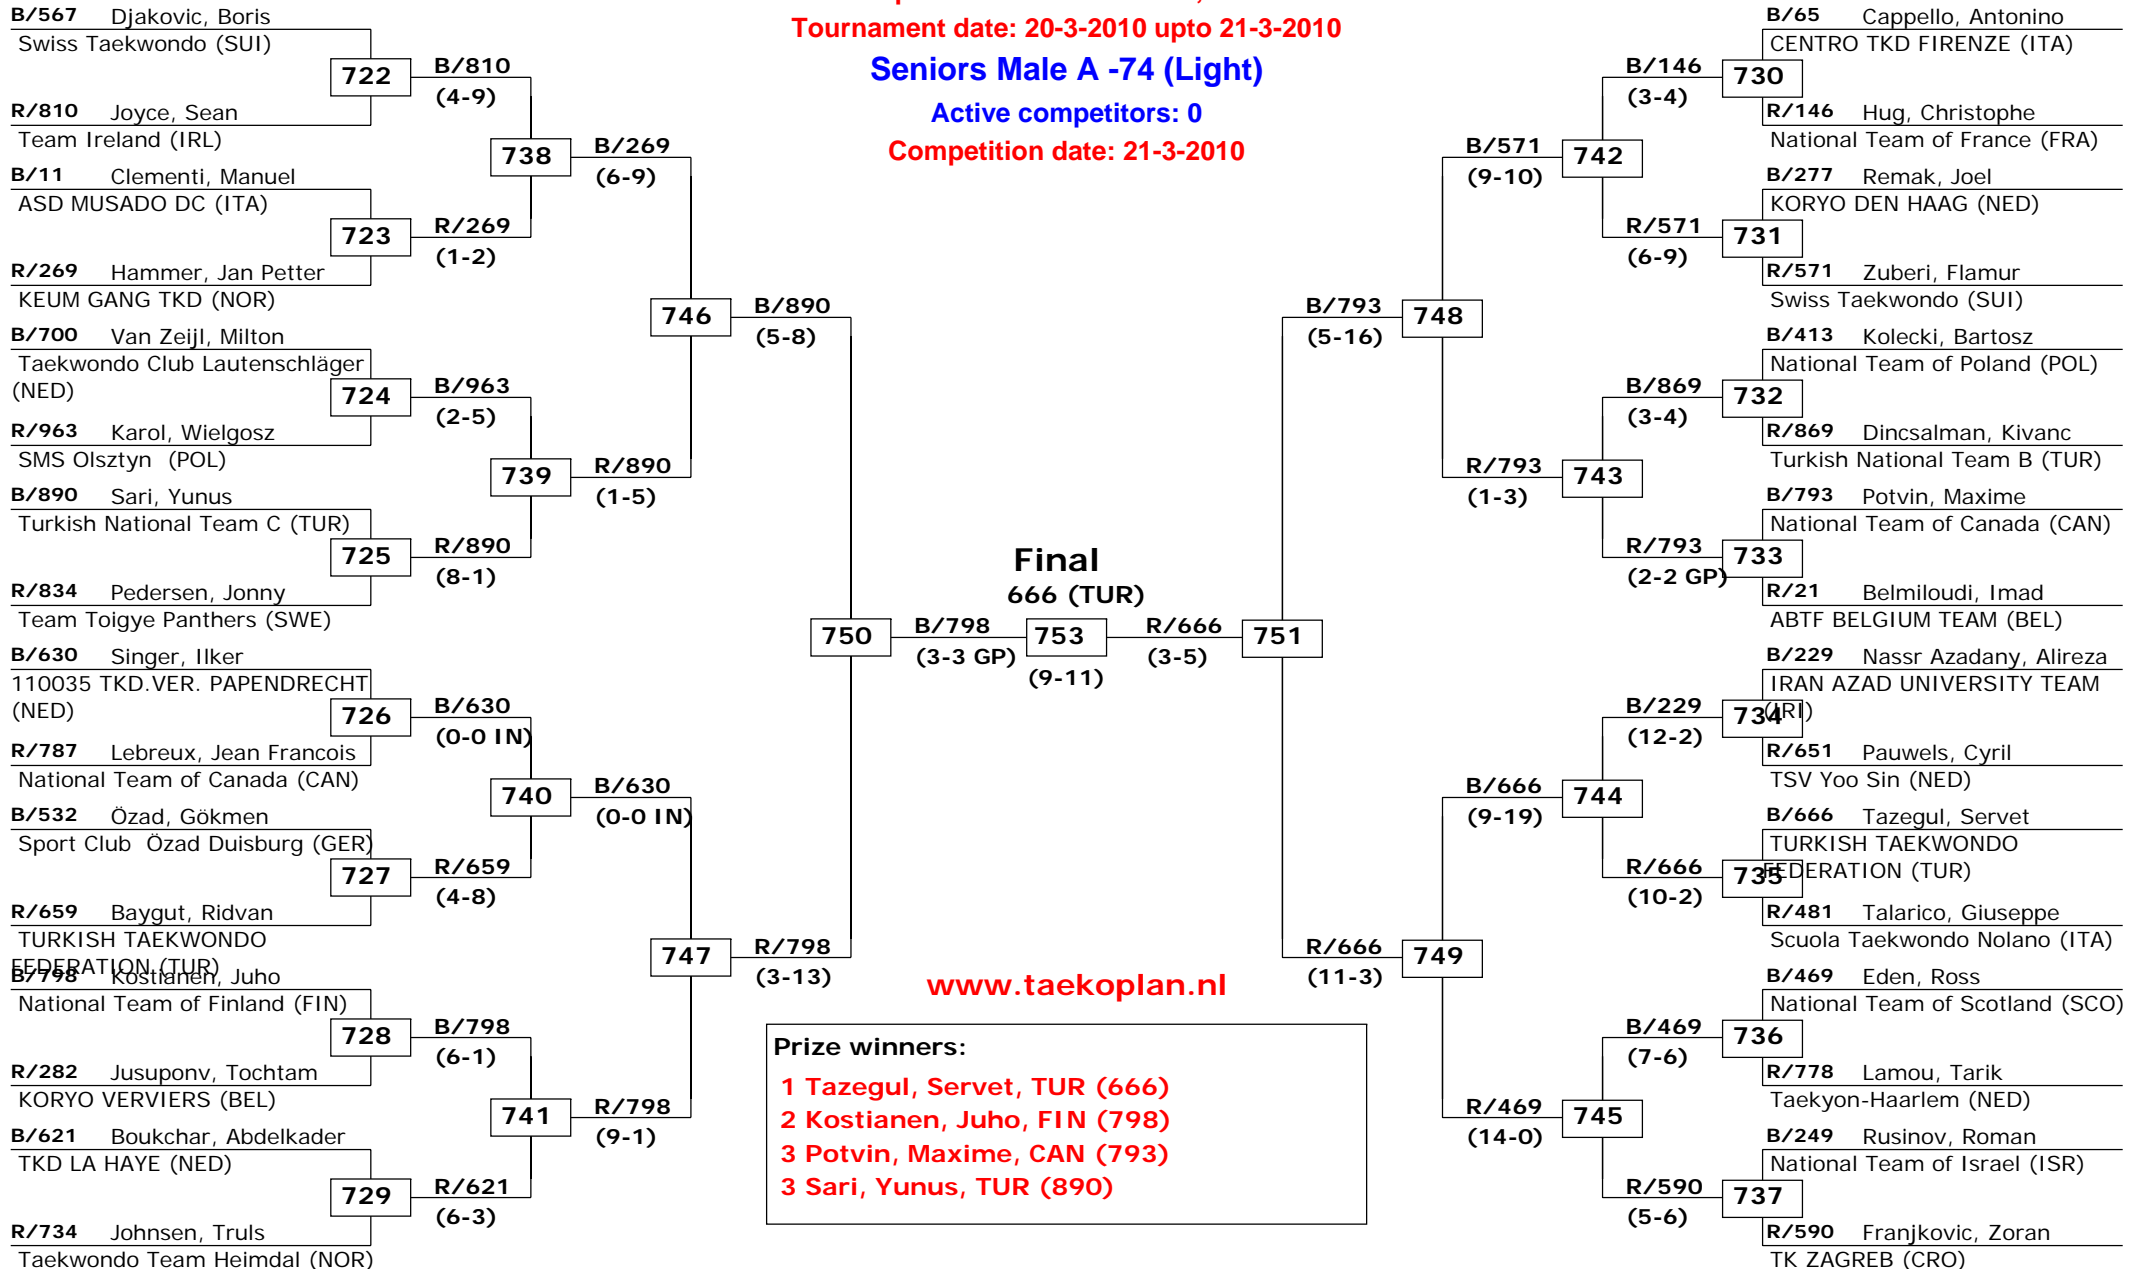 Tournament date: 20-3-2010 upto 21-3-2010
Seniors Male A -74 (Light)
Active competitors: 0
Competition date: 21-3-2010
B/567 Djakovic, Boris
Swiss Taekwondo (SUI)
722
R/810 Joyce, Sean
Team Ireland (IRL)
B/11 Clementi, Manuel
ASD MUSADO DC (ITA)
723
R/269 Hammer, Jan Petter
KEUM GANG TKD (NOR)
B/700 Van Zeijl, Milton
Taekwondo Club Lautenschläger
(NED)
724
R/963 Karol, Wielgosz
SMS Olsztyn (POL)
B/890 Sari, Yunus
Turkish National Team C (TUR)
725
R/834 Pedersen, Jonny
Team Toigye Panthers (SWE)
B/630 Singer, Ilker
110035 TKD.VER. PAPENDRECHT
(NED)
726
R/787 Lebreux, Jean Francois
National Team of Canada (CAN)
B/532 Özad, Gökmen
Sport Club Özad Duisburg (GER)
727
R/659 Baygut, Ridvan
TURKISH TAEKWONDO
FEDERATION (TUR)
B/798 Kostianen, Juho
National Team of Finland (FIN)
728
R/282 Jusuponv, Tochtam
KORYO VERVIERS (BEL)
B/621 Boukchar, Abdelkader
TKD LA HAYE (NED)
729
R/734 Johnsen, Truls
Taekwondo Team Heimdal (NOR)
B/810
(4-9)
738
R/269
(1-2)
B/963
(2-5)
739
R/890
(8-1)
B/630
(0-0 IN)
740
R/659
(4-8)
B/798
(6-1)
741
R/621
(6-3)
B/269
(6-9)
746
R/890
(1-5)
B/630
(0-0 IN)
747
R/798
(9-1)
B/890
(5-8)
750
R/798
(3-13)
Final
666 (TUR)
B/798
(3-3 GP)
753
(9-11)
R/666
(3-5)
B/793
(5-16)
751
R/666
(11-3)
B/571
(9-10)
748
R/793
(1-3)
B/666
(9-19)
749
R/469
(14-0)
B/146
(3-4)
742
R/571
(6-9)
B/869
(3-4)
743
R/793
(2-2 GP)
B/229
(12-2)
744
R/666
(10-2)
B/469
(7-6)
745
R/590
(5-6)
B/65 Cappello, Antonino
CENTRO TKD FIRENZE (ITA)
730
R/146 Hug, Christophe
National Team of France (FRA)
B/277 Remak, Joel
KORYO DEN HAAG (NED)
731
R/571 Zuberi, Flamur
Swiss Taekwondo (SUI)
B/413 Kolecki, Bartosz
National Team of Poland (POL)
732
R/869 Dincsalman, Kivanc
Turkish National Team B (TUR)
B/793 Potvin, Maxime
National Team of Canada (CAN)
733
R/21 Belmiloudi, Imad
ABTF BELGIUM TEAM (BEL)
B/229 Nassr Azadany, Alireza
IRAN AZAD UNIVERSITY TEAM
(IRI)
734
R/651 Pauwels, Cyril
TSV Yoo Sin (NED)
B/666 Tazegul, Servet
TURKISH TAEKWONDO
FEDERATION (TUR)
735
R/481 Talarico, Giuseppe
Scuola Taekwondo Nolano (ITA)
B/469 Eden, Ross
National Team of Scotland (SCO)
736
R/778 Lamou, Tarik
Taekyon-Haarlem (NED)
B/249 Rusinov, Roman
National Team of Israel (ISR)
737
R/590 Franjkovic, Zoran
TK ZAGREB (CRO)
www.taekoplan.nl
Prize winners:
1 Tazegul, Servet, TUR (666)
2 Kostianen, Juho, FIN (798)
3 Potvin, Maxime, CAN (793)
3 Sari, Yunus, TUR (890)